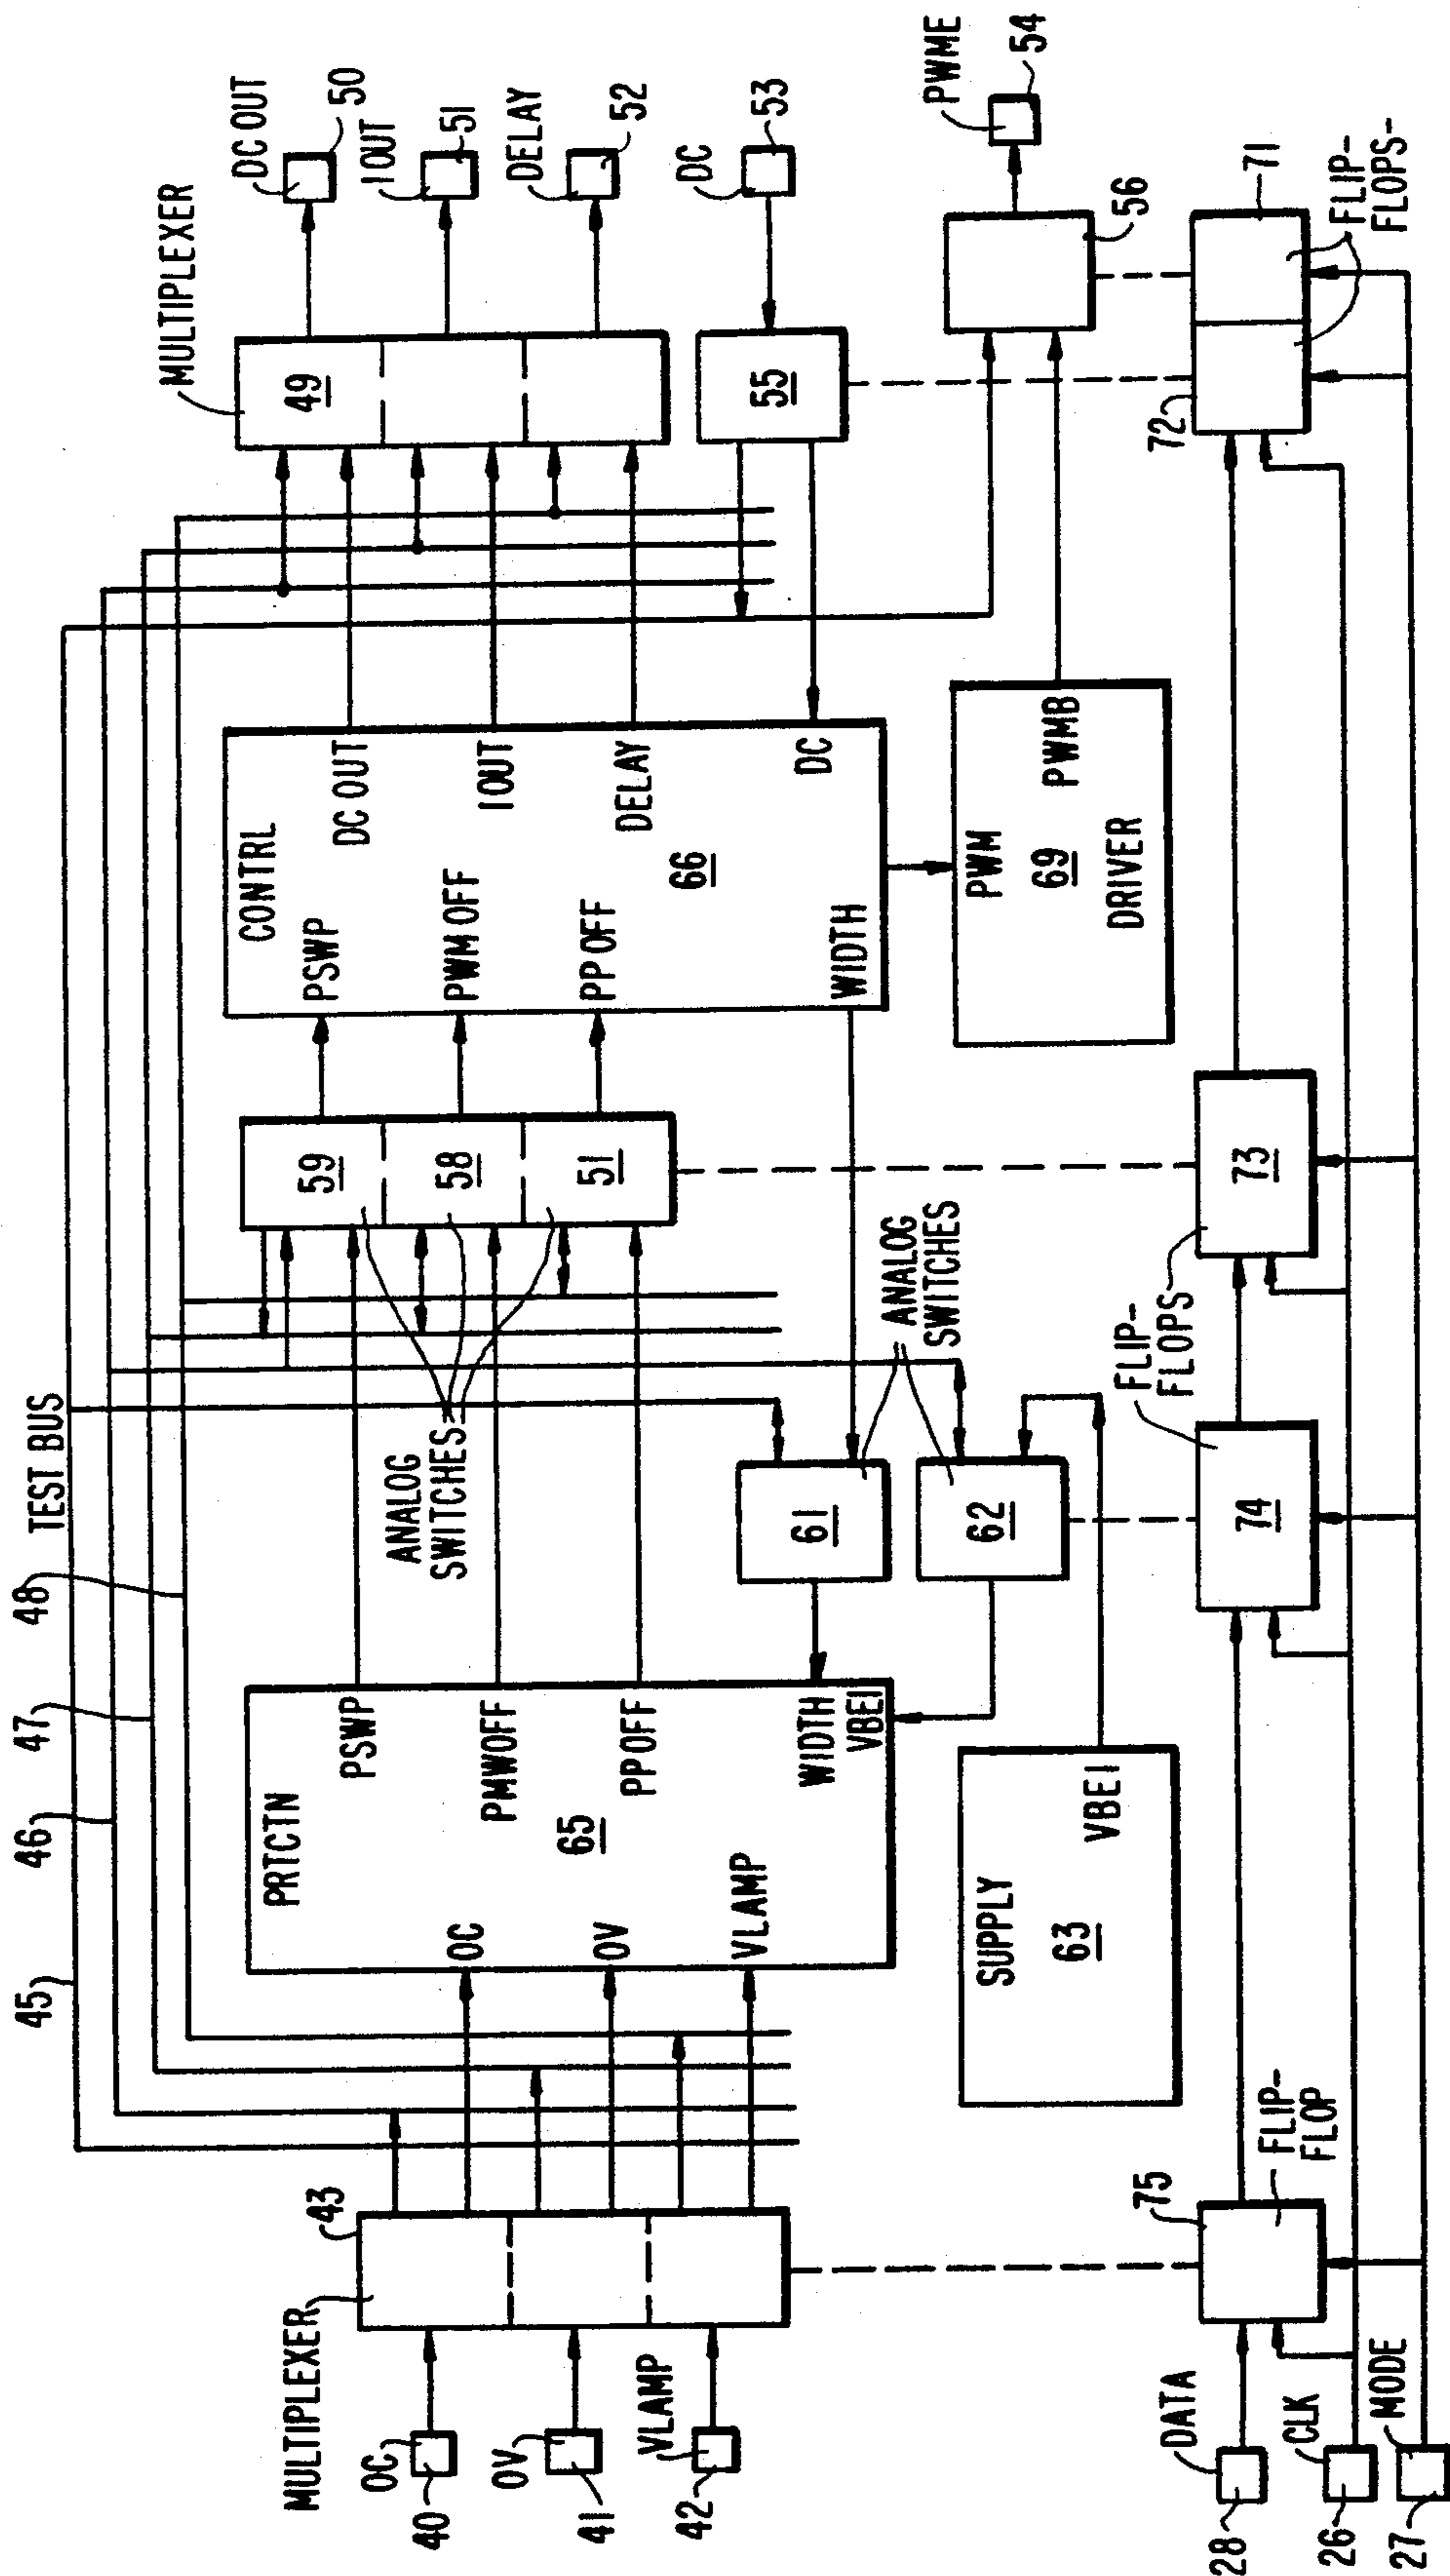 45
46
47
48
TEST BUS
MULTIPLEXER
43
OC
40
OV
41
VLAMP
42
PRTCTN
OC
OV
VLAMP
65
PSWP
PMWOFF
PPOFF
WIDTH
VBEI
ANALOG
SWITCHES
59
58
51
CONTRL
PSWP
PWM OFF
PP OFF
WIDTH
66
DC OUT
IOUT
DELAY
DC
MULTIPLEXER
49
DC OUT
50
IOUT
51
DELAY
52
DC
53
55
61
62
ANALOG
SWITCHES
SUPPLY
63
VBEI
PWM
69
PWMB
DRIVER
56
PWME
54
DATA
28
CLK
26
MODE
27
75
FLIP-
FLOP
74
FLIP-
FLOPS
73
72
71
FLIP-
FLOPS-